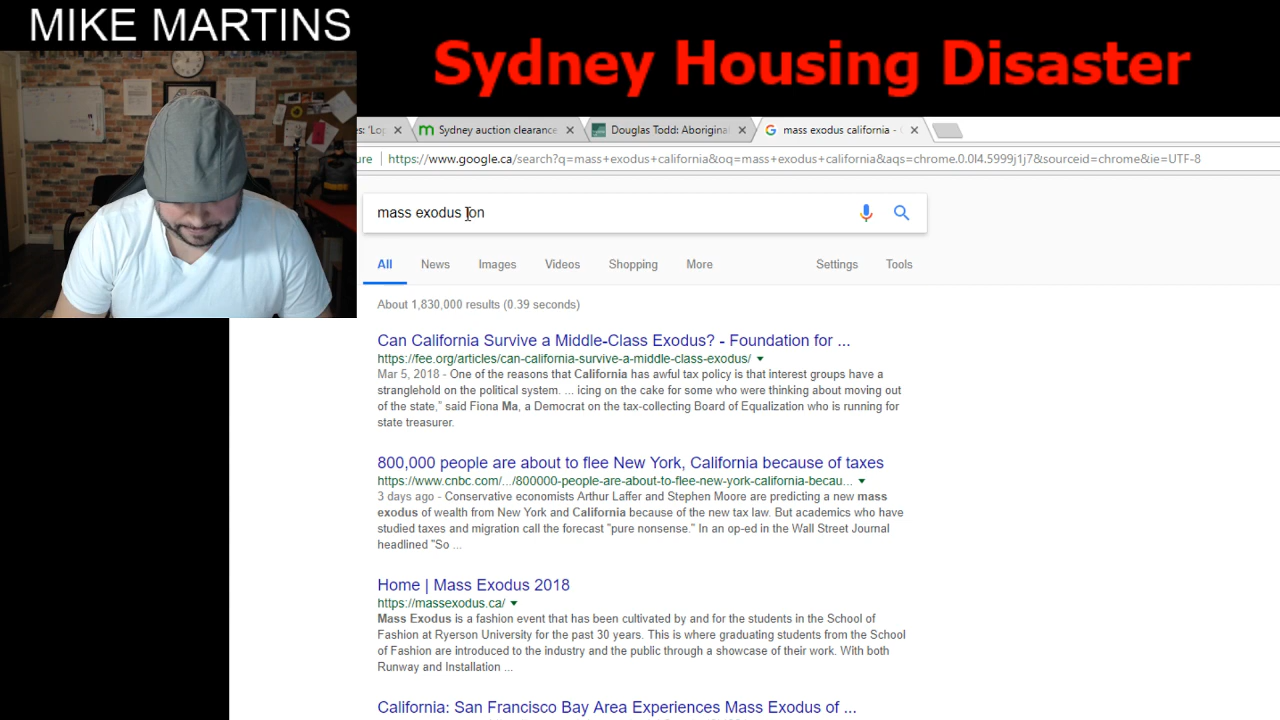 MIKE MARTINS
Sydney Housing Disaster
es: 'Lop
Sydney auction clearance
Douglas Todd: Aborigina
mass exodus california -
ure
https://www.google.ca/search?q=mass+exodus+california&oq=mass+exodus+california&aqs=chrome.0.0l4.5999j1j7&sourceid=chrome&ie=UTF-8
mass exodus lon
All News Images Videos Shopping More Settings Tools
About 1,830,000 results (0.39 seconds)
Can California Survive a Middle-Class Exodus? - Foundation for ...
https://fee.org/articles/can-california-survive-a-middle-class-exodus/
Mar 5, 2018 - One of the reasons that California has awful tax policy is that interest groups have a
stranglehold on the political system. ... icing on the cake for some who were thinking about moving out
of the state," said Fiona Ma, a Democrat on the tax-collecting Board of Equalization who is running for
state treasurer.
800,000 people are about to flee New York, California because of taxes
https://www.cnbc.com/.../800000-people-are-about-to-flee-new-york-california-becau...
3 days ago - Conservative economists Arthur Laffer and Stephen Moore are predicting a new mass
exodus of wealth from New York and California because of the new tax law. But academics who have
studied taxes and migration call the forecast "pure nonsense." In an op-ed in the Wall Street Journal
headlined "So ...
Home | Mass Exodus 2018
https://massexodus.ca/
Mass Exodus is a fashion event that has been cultivated by and for the students in the School of
Fashion at Ryerson University for the past 30 years. This is where graduating students from the School
of Fashion are introduced to the industry and the public through a showcase of their work. With both
Runway and Installation ...
California: San Francisco Bay Area Experiences Mass Exodus of ...